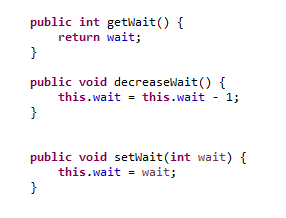 public int getWait() {
    return wait;
}

public void decreaseWait() {
    this.wait = this.wait - 1;
}


public void setWait(int wait) {
    this.wait = wait;
}